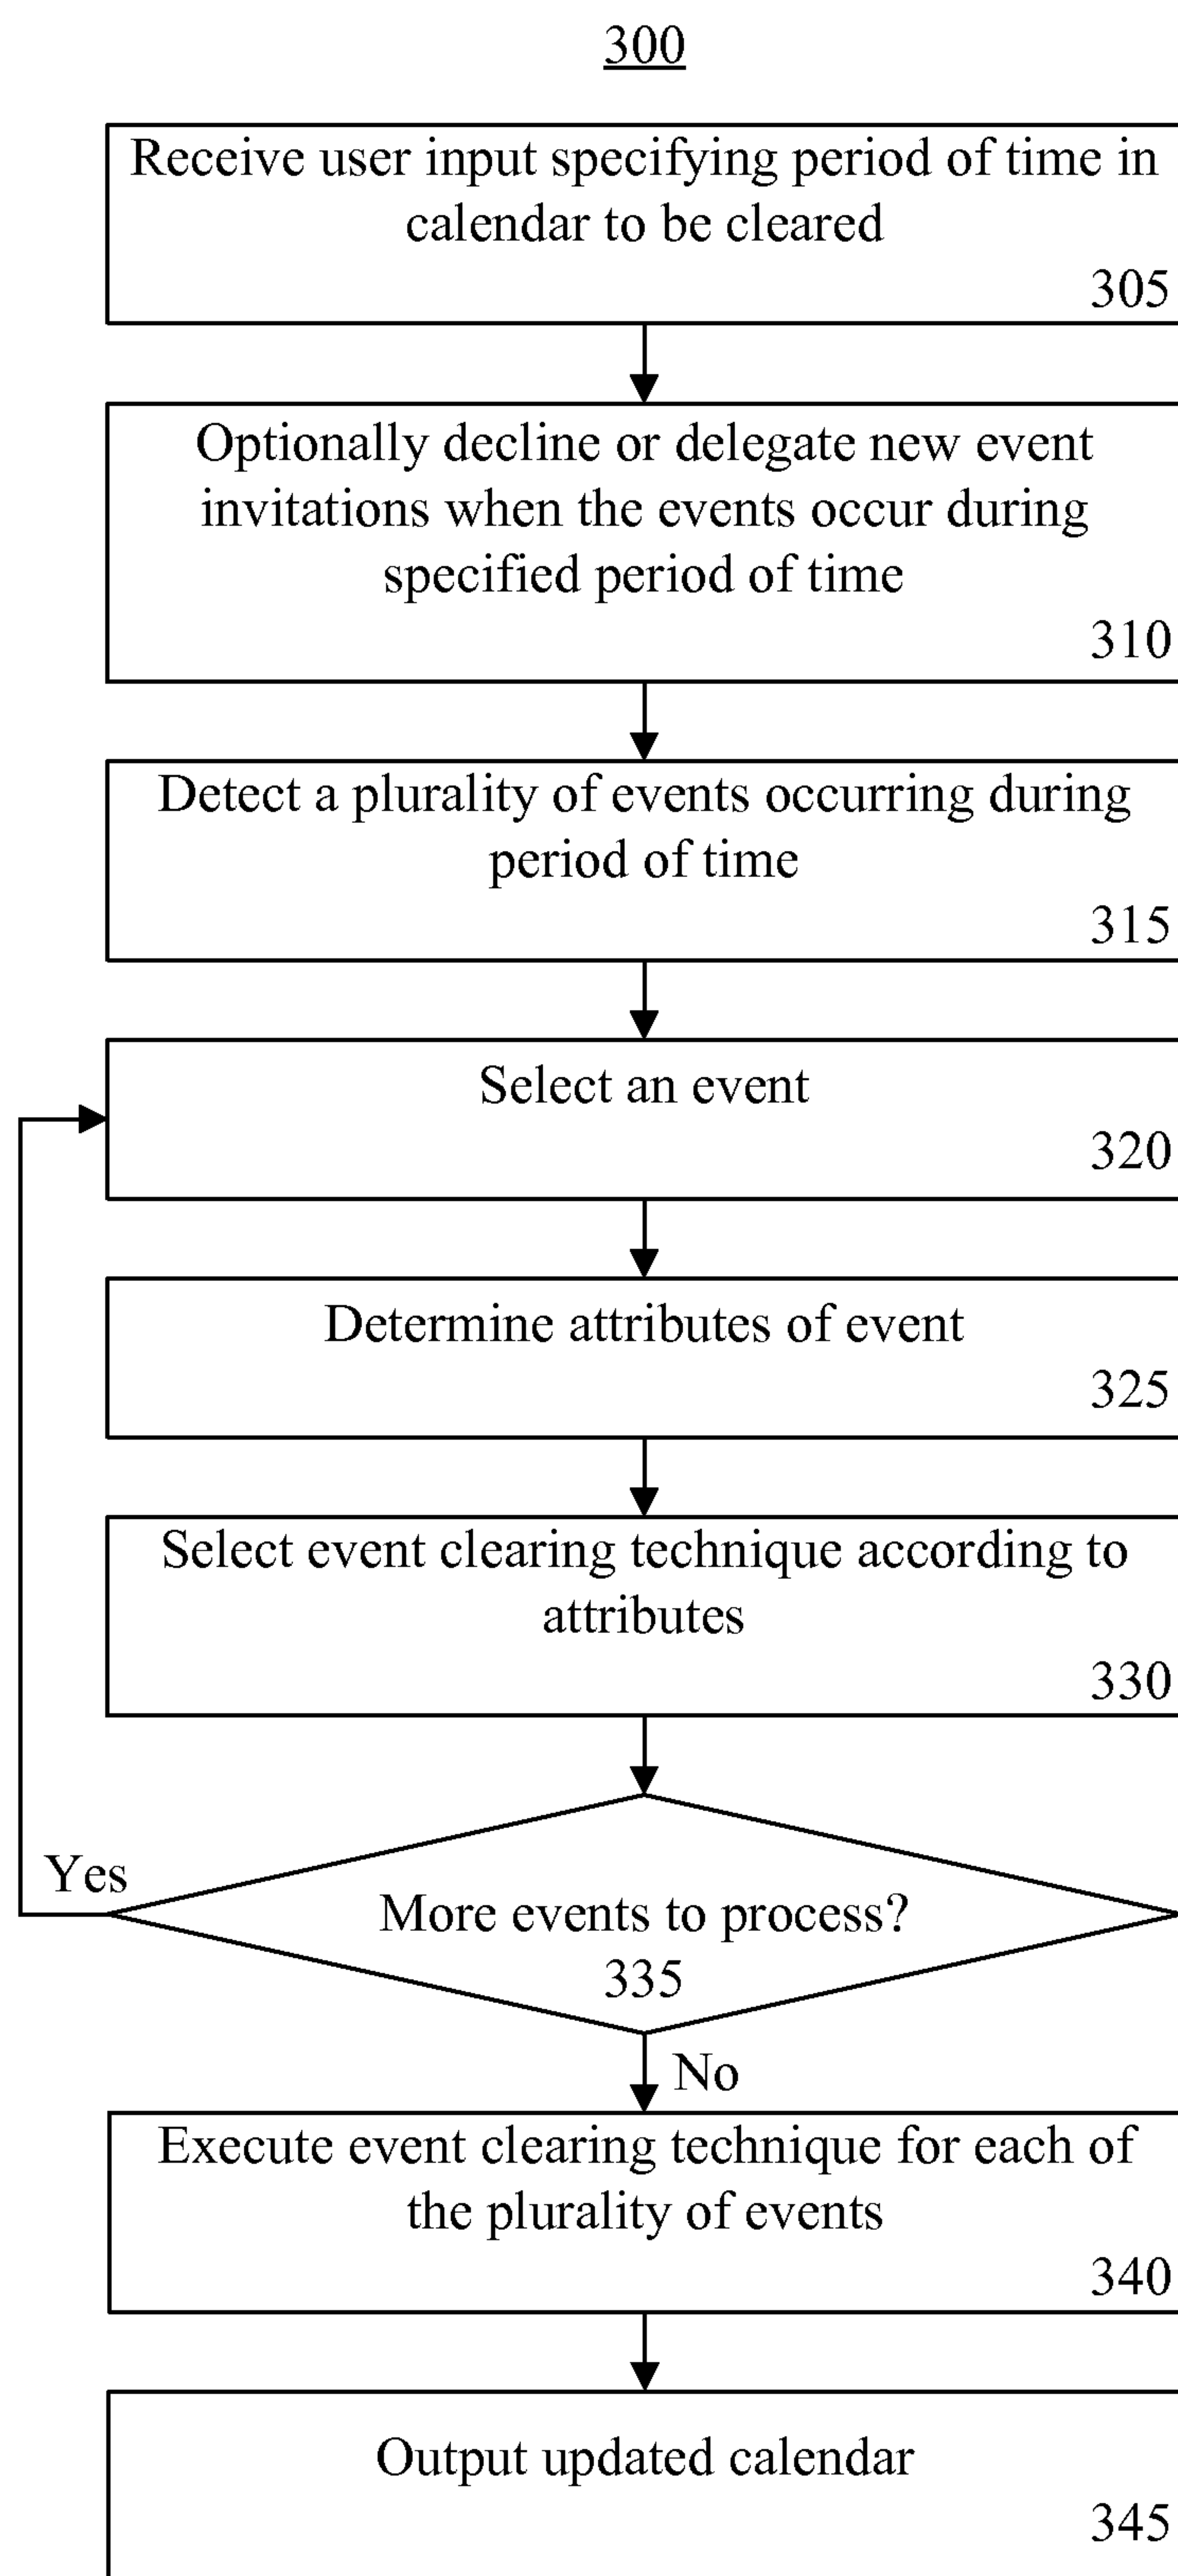 300
Receive user input specifying period of time in
calendar to be cleared
305
Optionally decline or delegate new event
invitations when the events occur during
specified period of time
310
Detect a plurality of events occurring during
period of time
315
Select an event
320
Determine attributes of event
325
Select event clearing technique according to
attributes
330
Yes
More events to process?
335
No
Execute event clearing technique for each of
the plurality of events
340
Output updated calendar
345